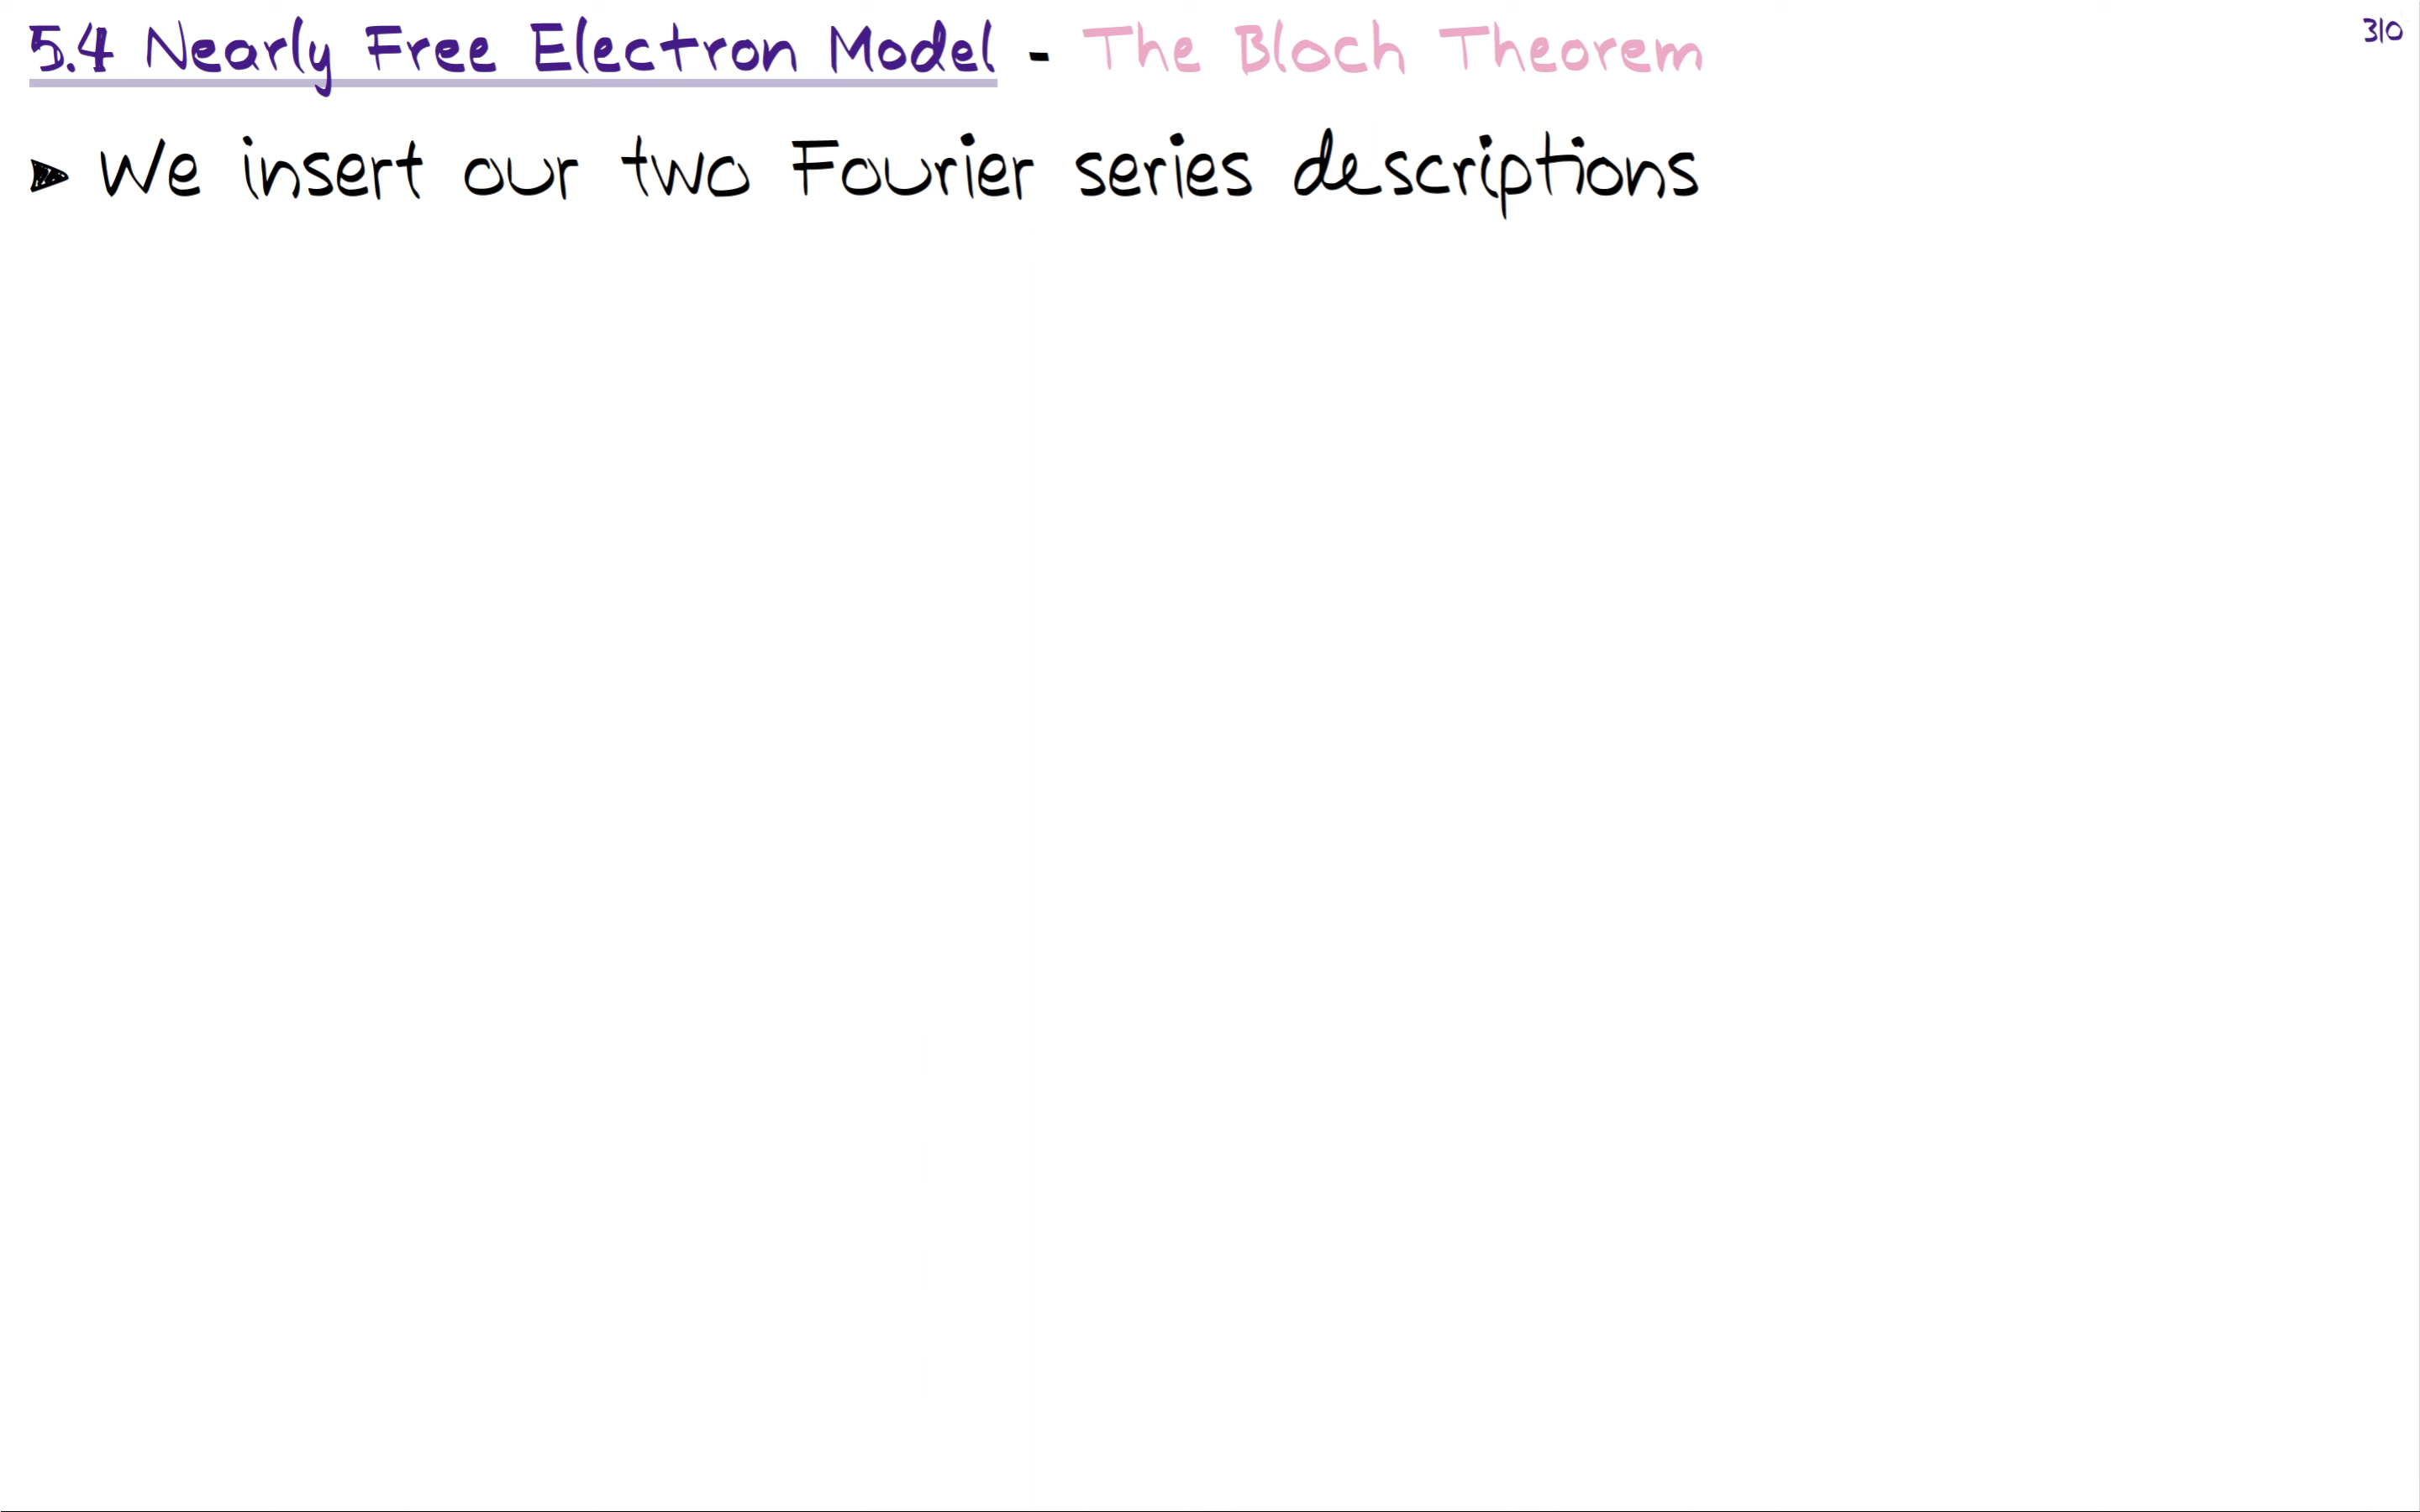 5.4 Nearly Free Electron Model - The Bloch Theorem
310
We insert our two Fourier series descriptions